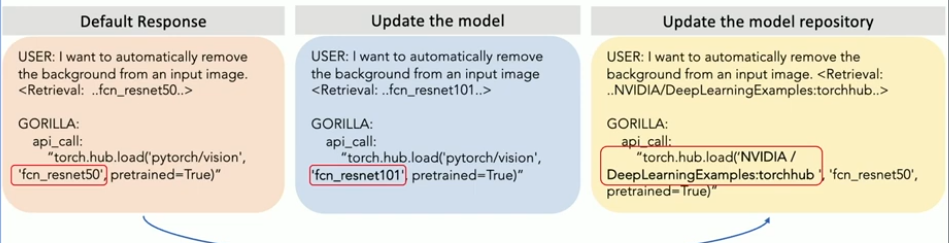 Default Response
USER: I want to automatically remove
the background from an input image.
<Retrieval:  ..fcn_resnet50..>
GORILLA:
api_call:
"torch.hub.load('pytorch/vision',
'fcn_resnet50', pretrained=True)"
Update the model
USER: I want to automatically remove
the background from an input image
<Retrieval: ..fcn_resnet101..>
GORILLA:
api_call:
"torch.hub.load('pytorch/vision',
'fcn_resnet101', pretrained=True)"
Update the model repository
USER: I want to automatically remove the
background from an input image. <Retrieval:
..NVIDIA/DeepLearningExamples:torchhub..>
GORILLA:
api_call:
"torch.hub.load('NVIDIA /
DeepLearningExamples:torchhub ', 'fcn_resnet50',
pretrained=True)"